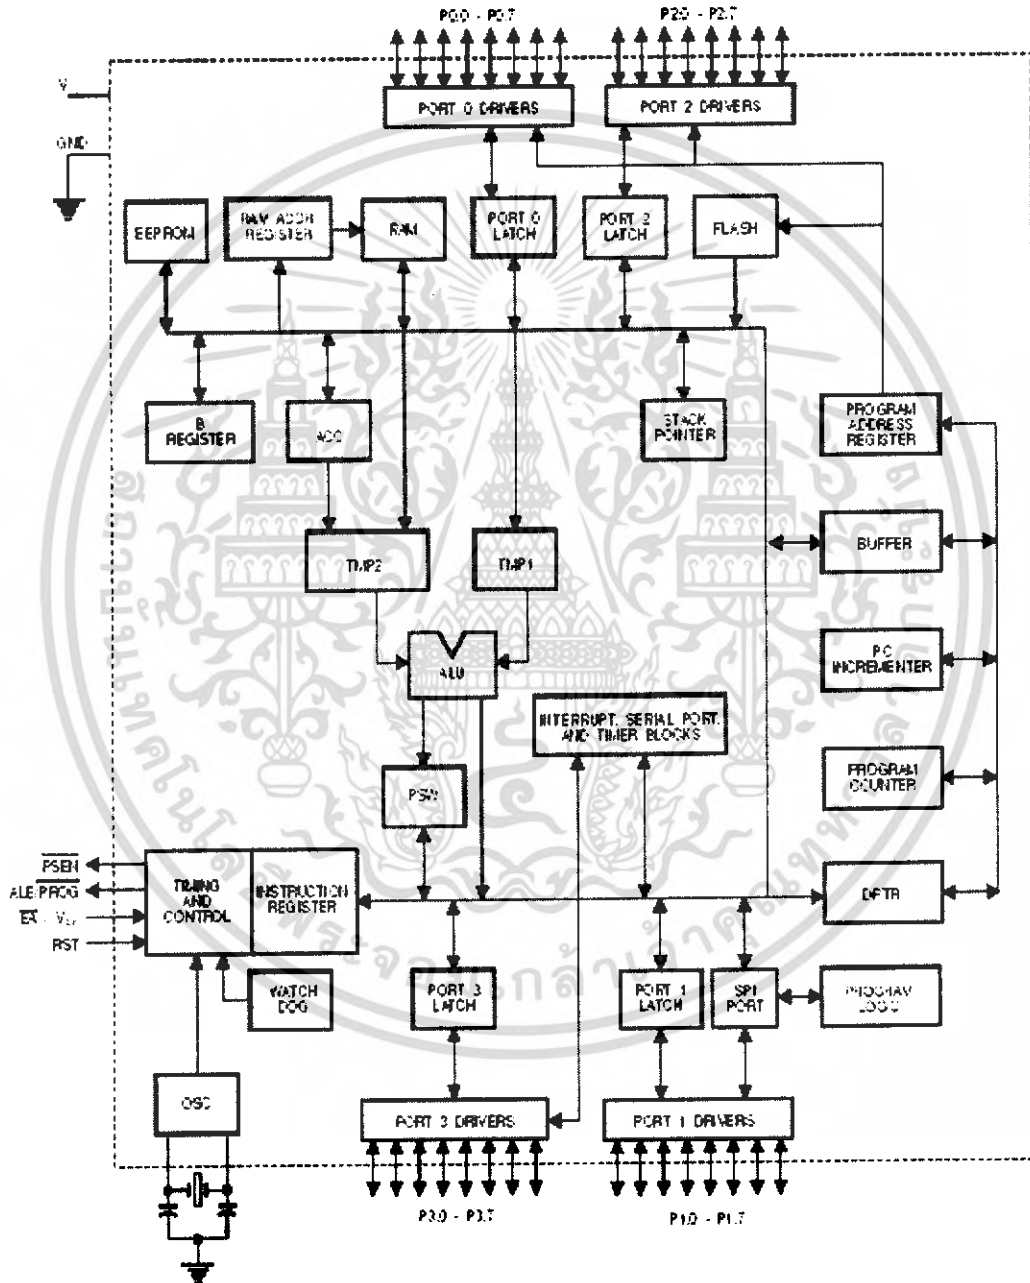 P0.0 - P0.7
P2.0 - P2.7
PORT 0 DRIVERS
PORT 2 DRIVERS
GND
EEPROM
RAM ADDR
REGISTER
RAM
PORT 0
LATCH
PORT 2
LATCH
FLASH
B
REGISTER
ACC
STACK
POINTER
PROGRAM
ADDRESS
REGISTER
TMP2
TMP1
BUFFER
ALU
PC
INCREMENTER
INTERRUPT, SERIAL PORT,
AND TIMER BLOCKS
PSW
PROGRAM
COUNTER
PSEN
ALE/PROG
EA
RST
TIMING
AND
CONTROL
INSTRUCTION
REGISTER
DPTR
WATCH
DOG
PORT 3
LATCH
PORT 1
LATCH
SPI
PORT
PROGRAM
LOGIC
OSC
PORT 3 DRIVERS
PORT 1 DRIVERS
P3.0 - P3.7
P1.0 - P1.7